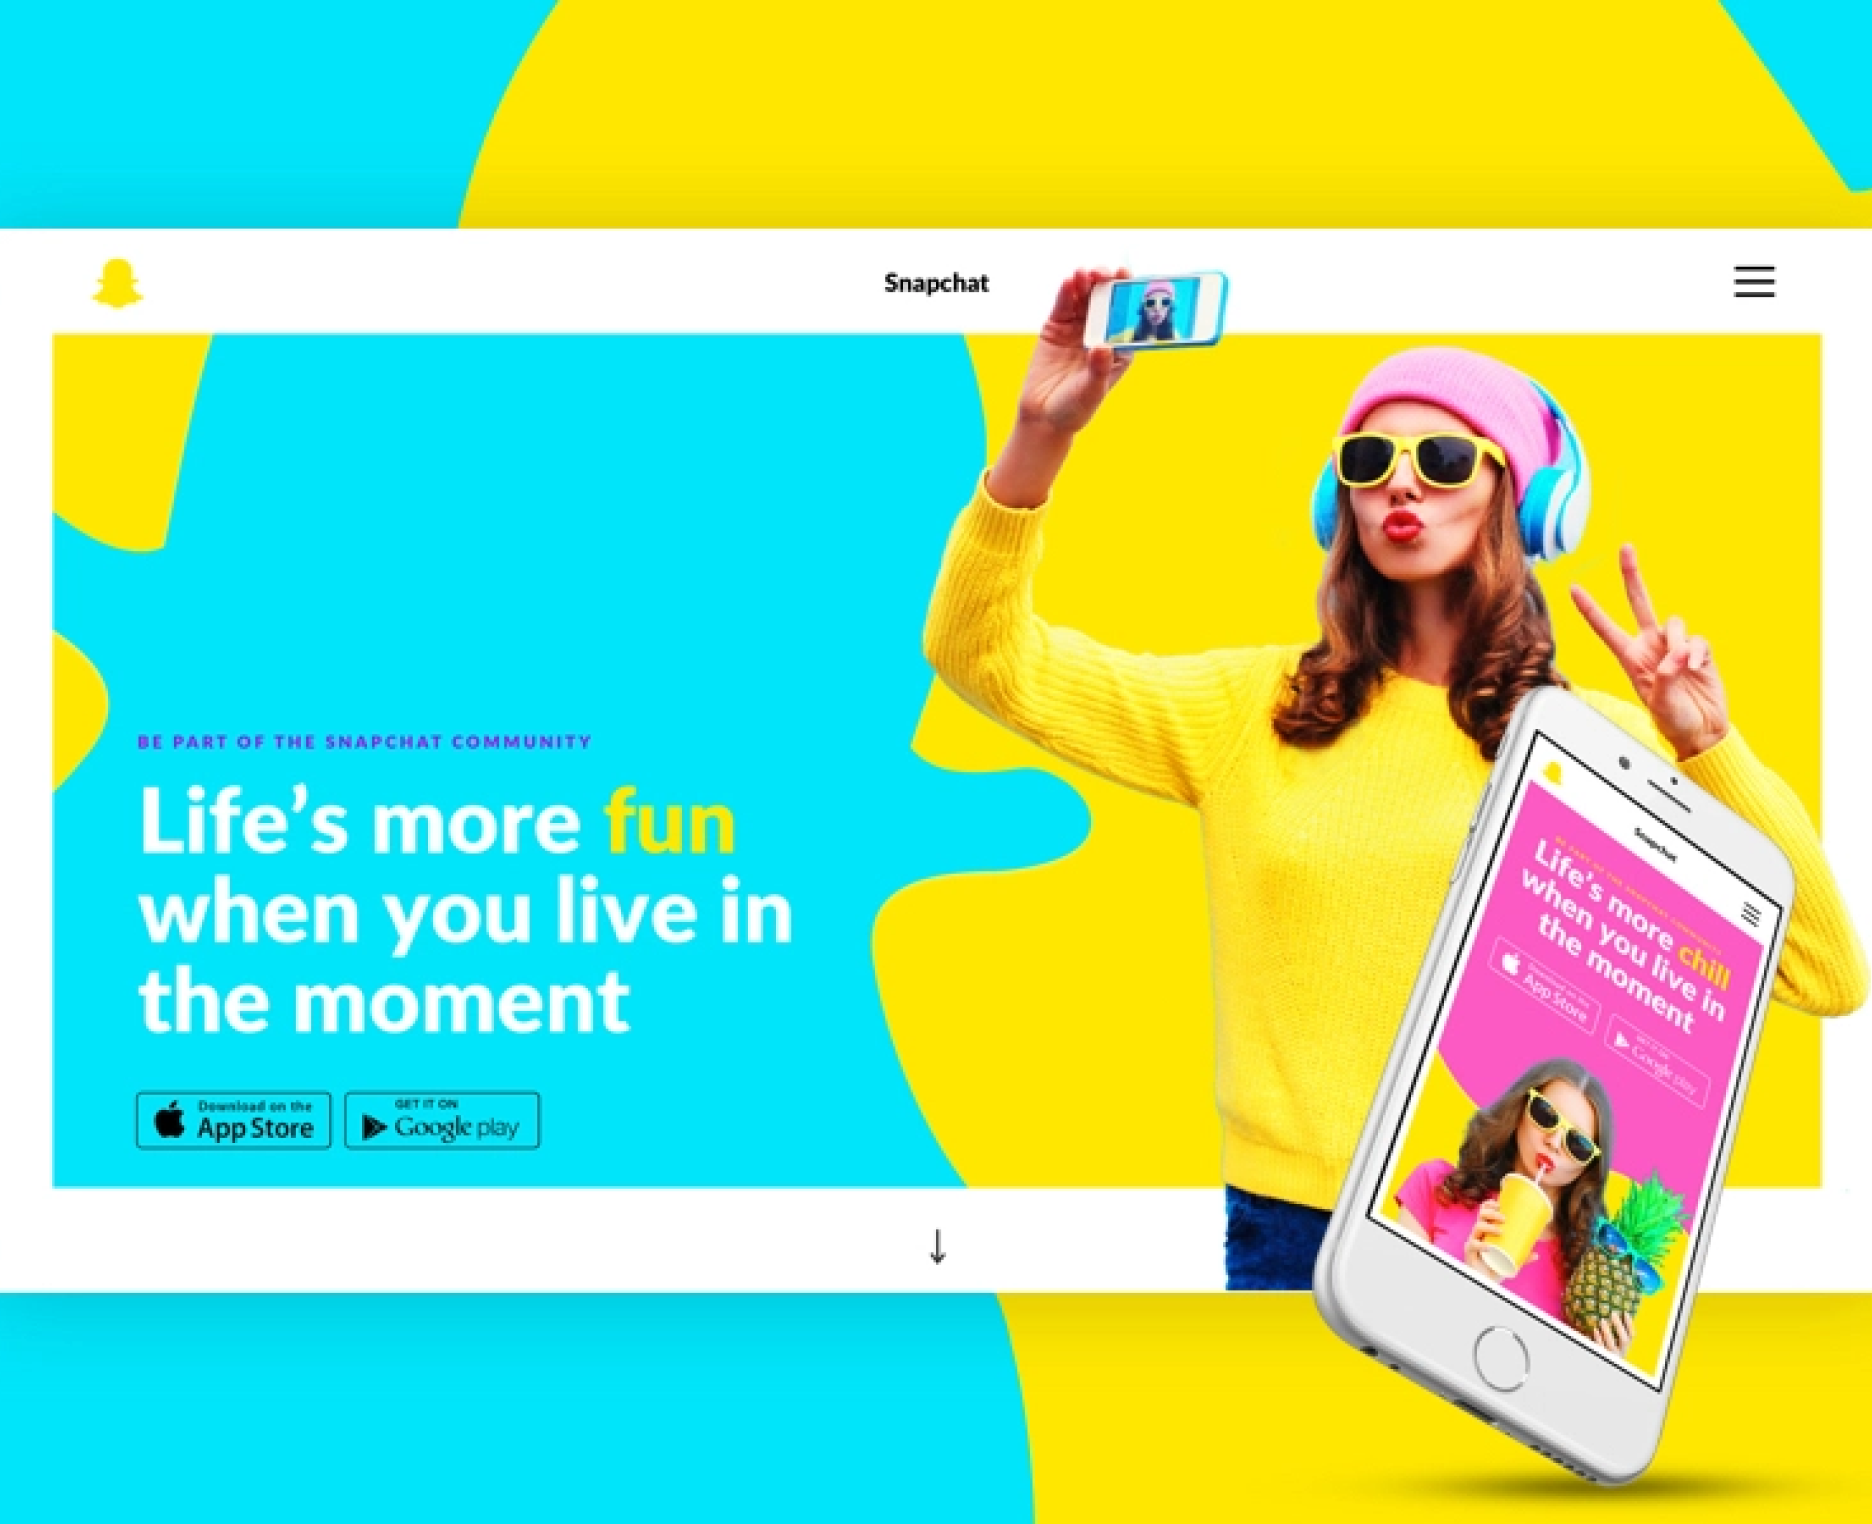 Snapchat
BE PART OF THE SNAPCHAT COMMUNITY
Life's more fun
when you live in
the moment
Download on the
App Store
GET IT ON
Google play
Snapchat
BE PART OF THE SNAPCHAT COMMUNITY
Life's more chill
when you live in
the moment
Download on the
App Store
GET IT ON
Google play